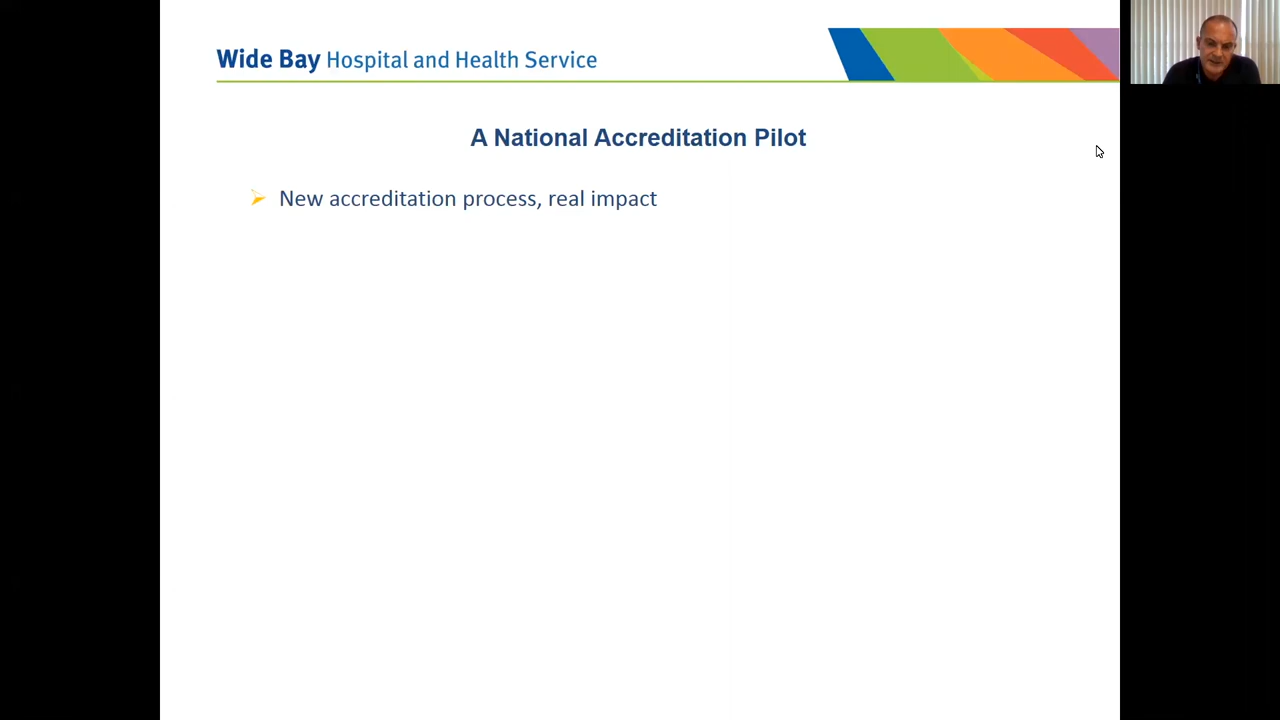 Wide Bay Hospital and Health Service
A National Accreditation Pilot
New accreditation process, real impact